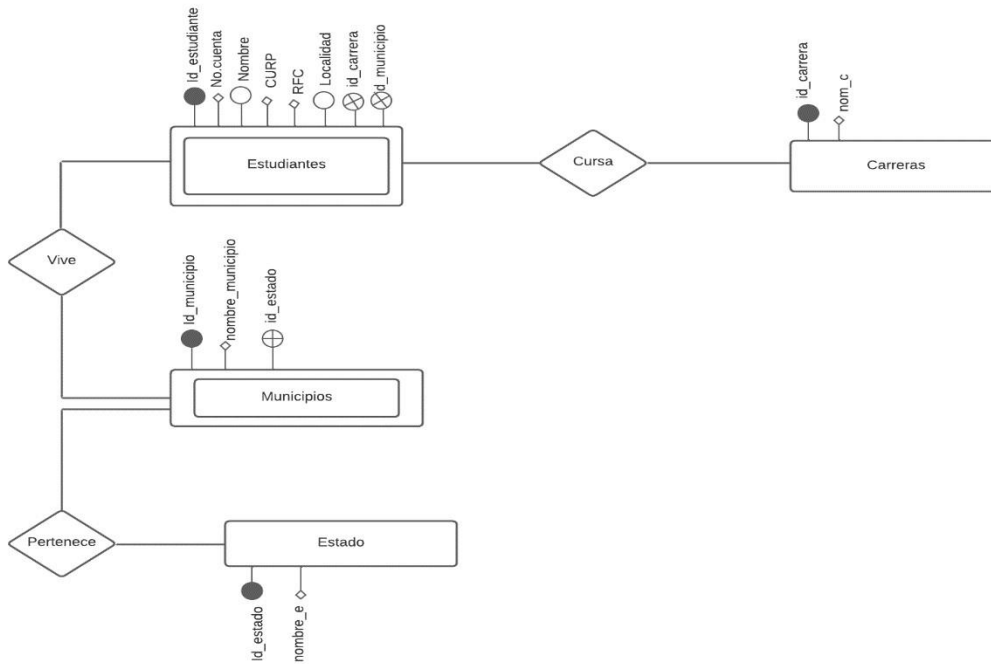 Id_estudiante
No.cuenta
Nombre
CURP
RFC
Localidad
id_carrera
d_municipio
Estudiantes
Cursa
id_carrera
nom_c
Carreras
Vive
Id_municipio
nombre_municipio
id_estado
Municipios
Pertenece
Estado
Id_estado
nombre_e